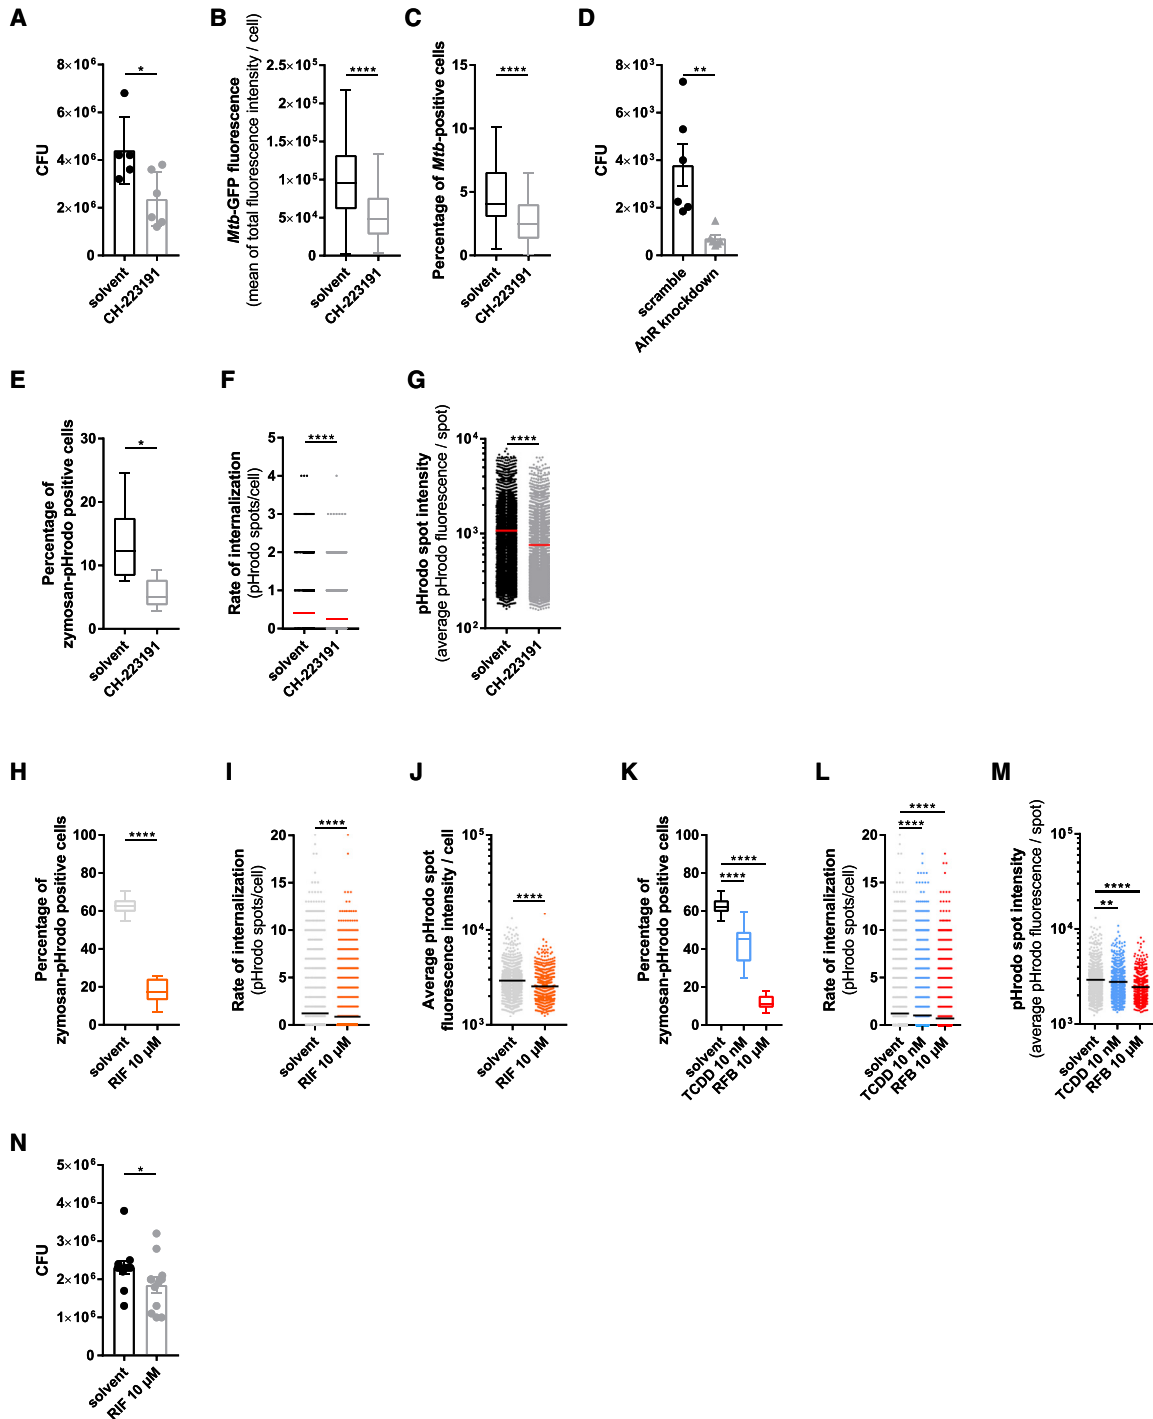 A
CFU
8×10⁶
6×10⁶
4×10⁶
2×10⁶
0
*
solvent
CH-223191
B
Mtb-GFP fluorescence
(mean of total fluorescence intensity / cell)
2.5×10⁵
2×10⁵
1.5×10⁵
1×10⁵
5×10⁴
0
****
solvent
CH-223191
C
Percentage of Mtb-positive cells
15
10
5
0
****
solvent
CH-223191
D
CFU
8×10³
6×10³
4×10³
2×10³
0
**
scramble
AhR knockdown
E
Percentage of
zymosan-pHrodo positive cells
30
20
10
0
*
solvent
CH-223191
F
Rate of internalization
(pHrodo spots/cell)
5
4
3
2
1
0
****
solvent
CH-223191
G
pHrodo spot intensity
(average pHrodo fluorescence / spot)
10⁴
10³
10²
****
solvent
CH-223191
H
Percentage of
zymosan-pHrodo positive cells
100
80
60
40
20
0
****
solvent
RIF 10 µM
I
Rate of internalization
(pHrodo spots/cell)
20
15
10
5
0
****
solvent
RIF 10 µM
J
Average pHrodo spot
fluorescence intensity / cell
10⁵
10⁴
10³
****
solvent
RIF 10 µM
K
Percentage of
zymosan-pHrodo positive cells
100
80
60
40
20
0
****
****
solvent
TCDD 10 nM
RFB 10 µM
L
Rate of internalization
(pHrodo spots/cell)
20
15
10
5
0
****
****
solvent
TCDD 10 nM
RFB 10 µM
M
pHrodo spot intensity
(average pHrodo fluorescence / spot)
10⁵
10⁴
10³
****
**
solvent
TCDD 10 nM
RFB 10 µM
N
CFU
5×10⁶
4×10⁶
3×10⁶
2×10⁶
1×10⁶
0
*
solvent
RIF 10 µM